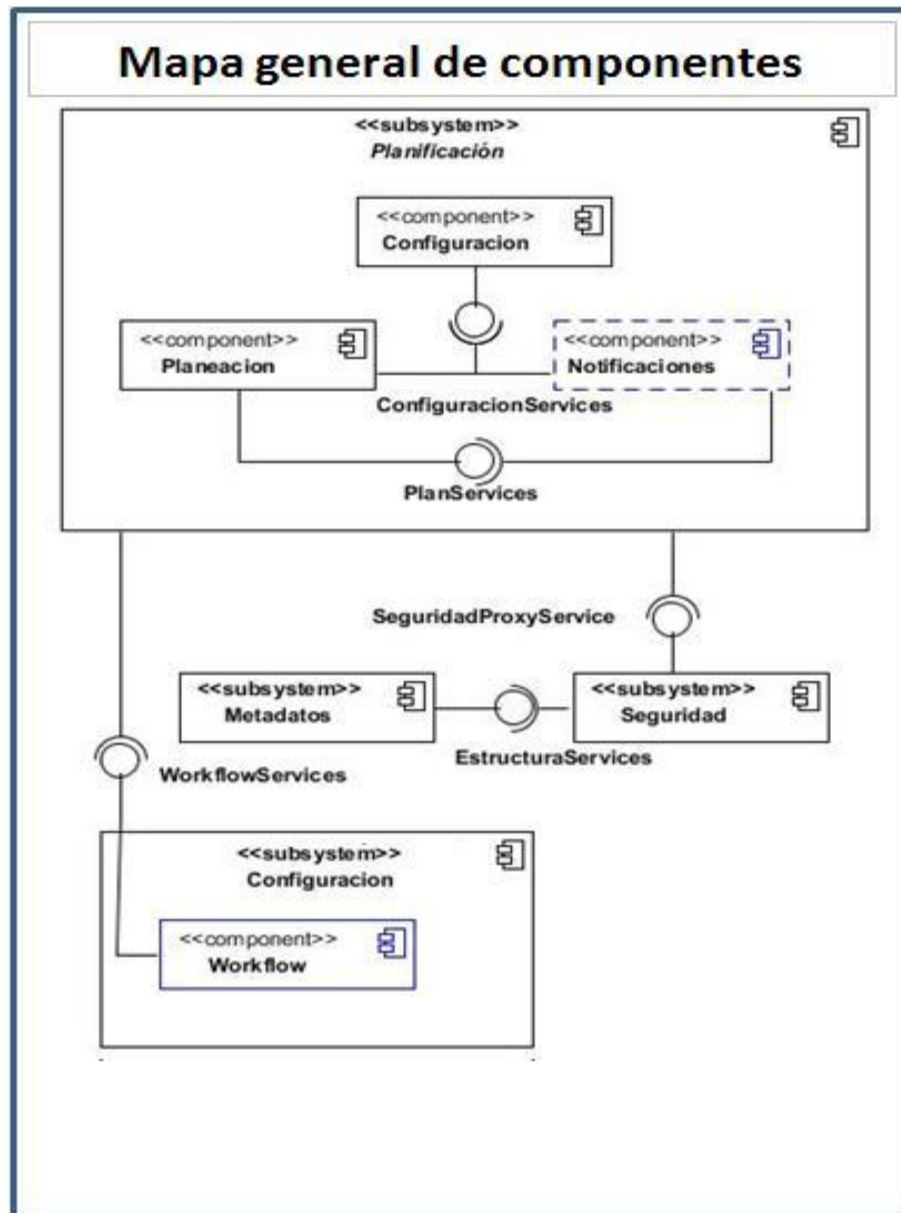 Mapa general de componentes
<<subsystem>>
Planificación
<<component>>
Configuracion
<<component>>
Planeacion
<<component>>
Notificaciones
ConfiguracionServices
PlanServices
SeguridadProxyService
<<subsystem>>
Metadatos
<<subsystem>>
Seguridad
EstructuraServices
WorkflowServices
<<subsystem>>
Configuracion
<<component>>
Workflow